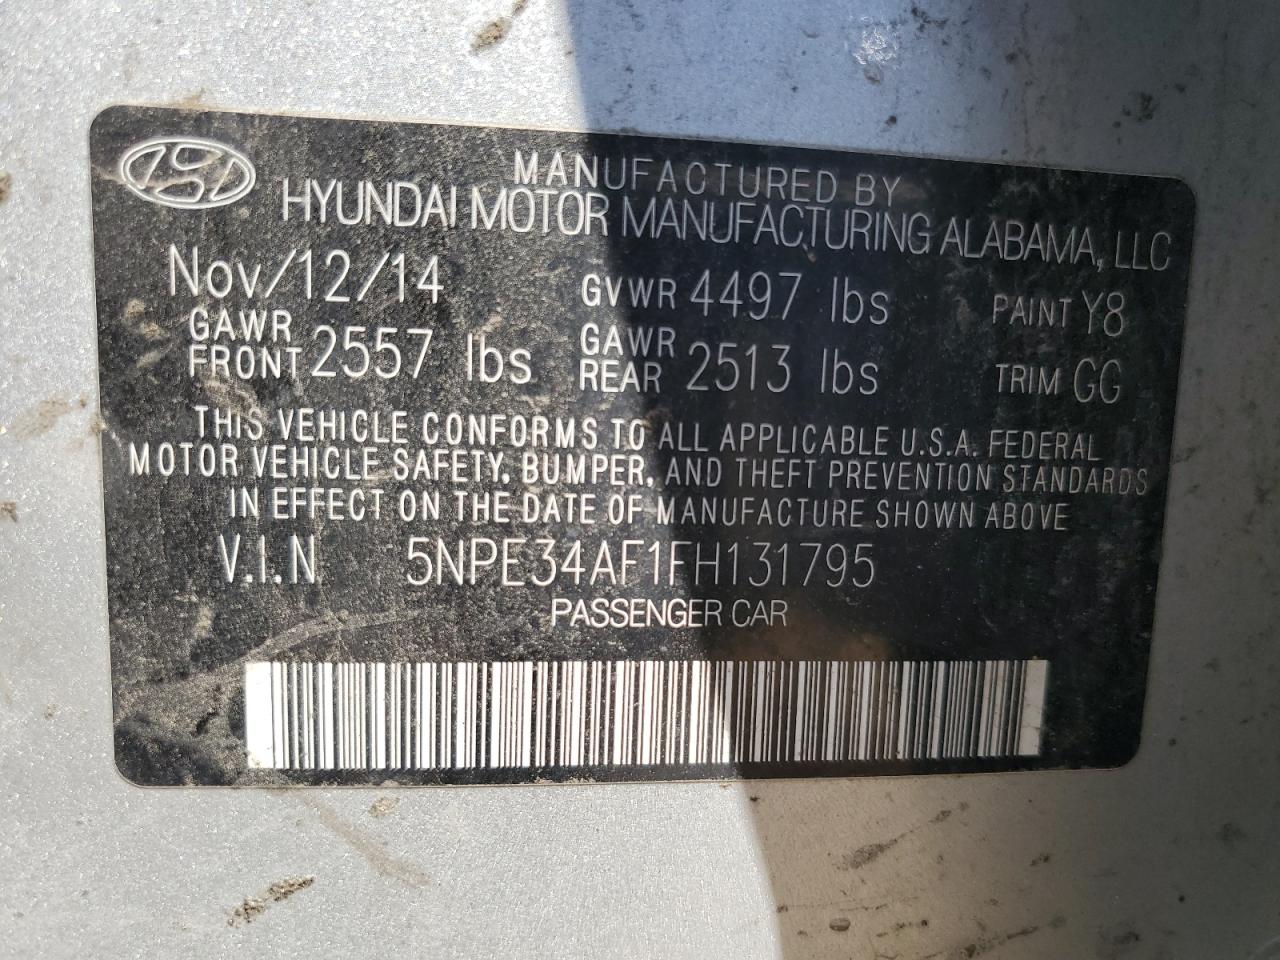 MANUFACTURED BY
HYUNDAI MOTOR MANUFACTURING ALABAMA, LLC
Nov/12/14 GVWR 4497 lbs PAINT Y8
GAWR FRONT 2557 lbs GAWR REAR 2513 lbs TRIM GG
THIS VEHICLE CONFORMS TO ALL APPLICABLE U.S.A. FEDERAL
MOTOR VEHICLE SAFETY, BUMPER, AND THEFT PREVENTION STANDARDS
IN EFFECT ON THE DATE OF MANUFACTURE SHOWN ABOVE
V.I.N 5NPE34AF1FH131795
PASSENGER CAR